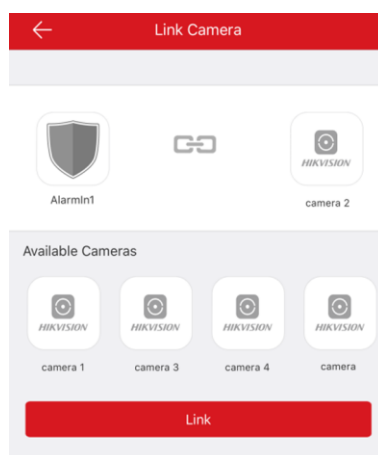 Link Camera
AlarmIn1
HIKVISION
camera 2
Available Cameras
HIKVISION HIKVISION HIKVISION HIKVISION
camera 1 camera 3 camera 4 camera
Link